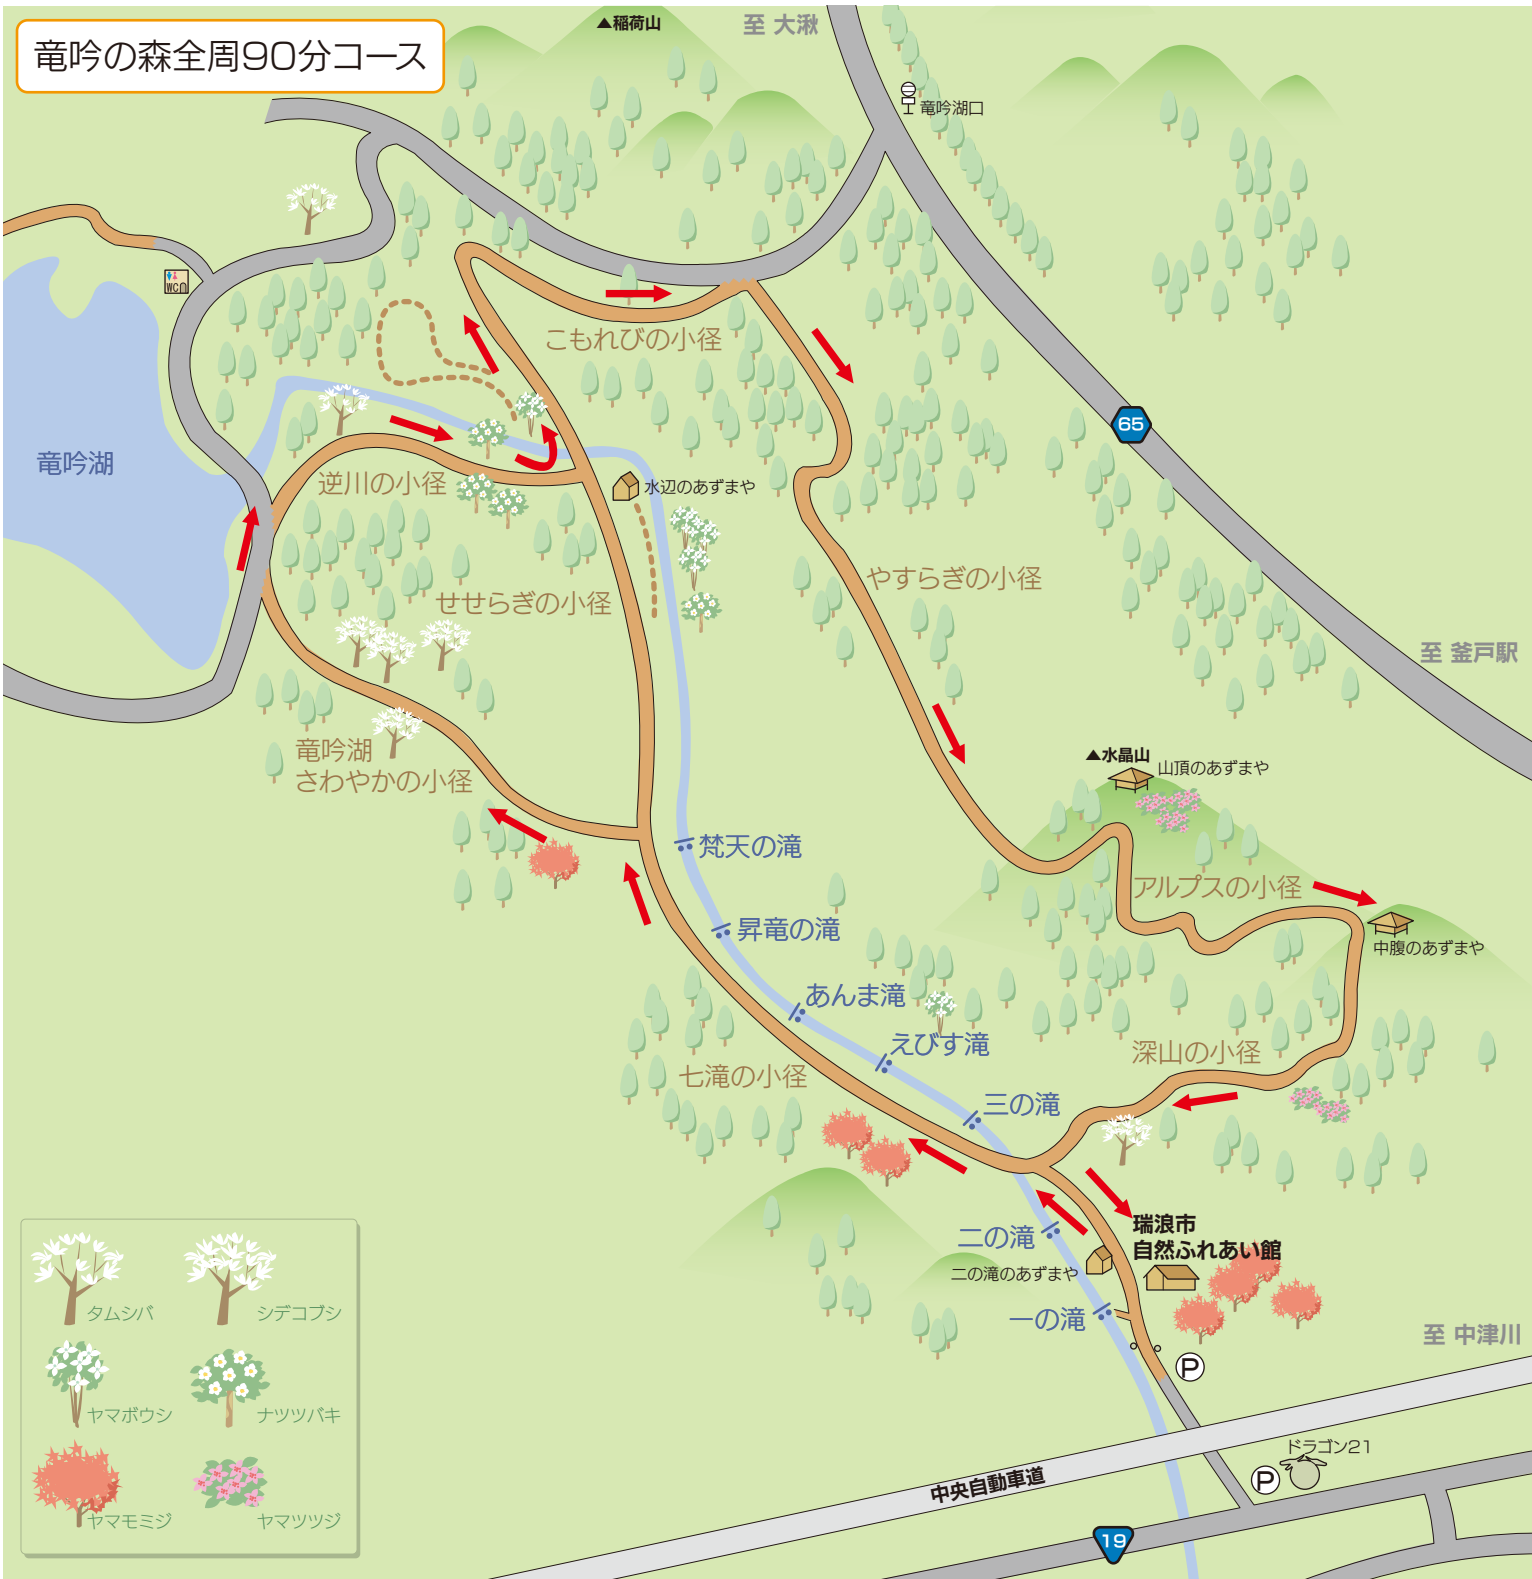 竜吟の森全周90分コース
▲稲荷山
至 大湫
竜吟湖口
WC
こもれびの小径
65
竜吟湖
逆川の小径
水辺のあずまや
やすらぎの小径
せせらぎの小径
至 釜戸駅
竜吟湖
さわやかの小径
▲水晶山
山頂のあずまや
梵天の滝
アルプスの小径
昇竜の滝
中腹のあずまや
あんま滝
えびす滝
深山の小径
七滝の小径
三の滝
瑞浪市
自然ふれあい館
二の滝
二の滝のあずまや
一の滝
至 中津川
P
タムシバ
シデコブシ
ヤマボウシ
ナツツバキ
ヤマモミジ
ヤマツツジ
ドラゴン21
P
中央自動車道
19